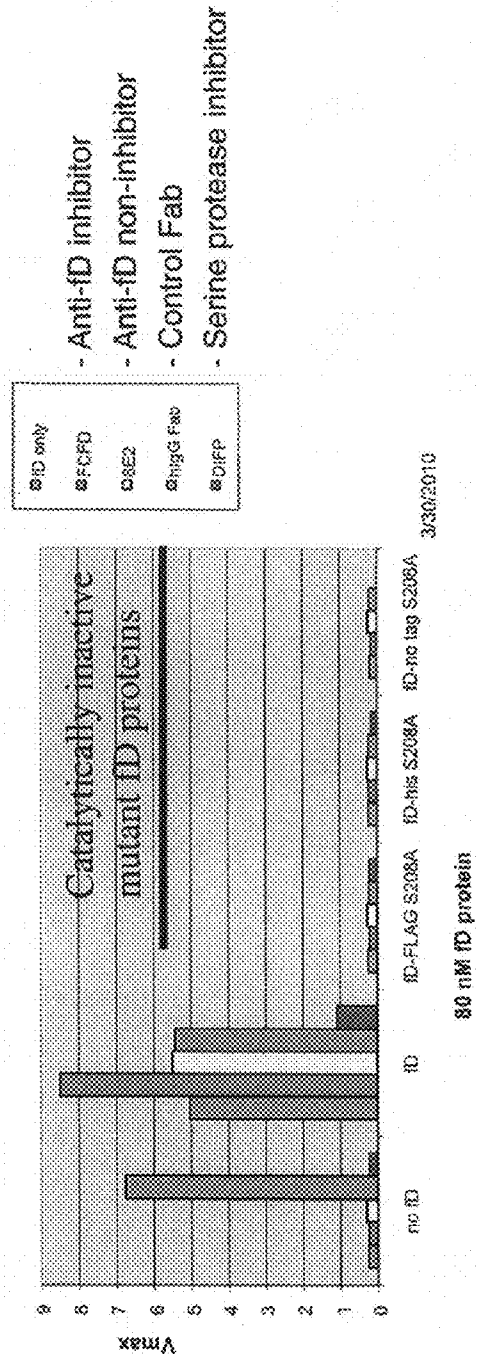 Vmax
9
8
7
6
5
4
3
2
1
0
Catalytically inactive
mutant fD proteins
no fD
fD
fD-FLAG S208A
fD-his S208A
fD-no tag S208A
80 nM fD protein
3/30/2010
fD only
FCFD - Anti-fD inhibitor
8E2 - Anti-fD non-inhibitor
hIgG Fab - Control Fab
DIFP - Serine protease inhibitor